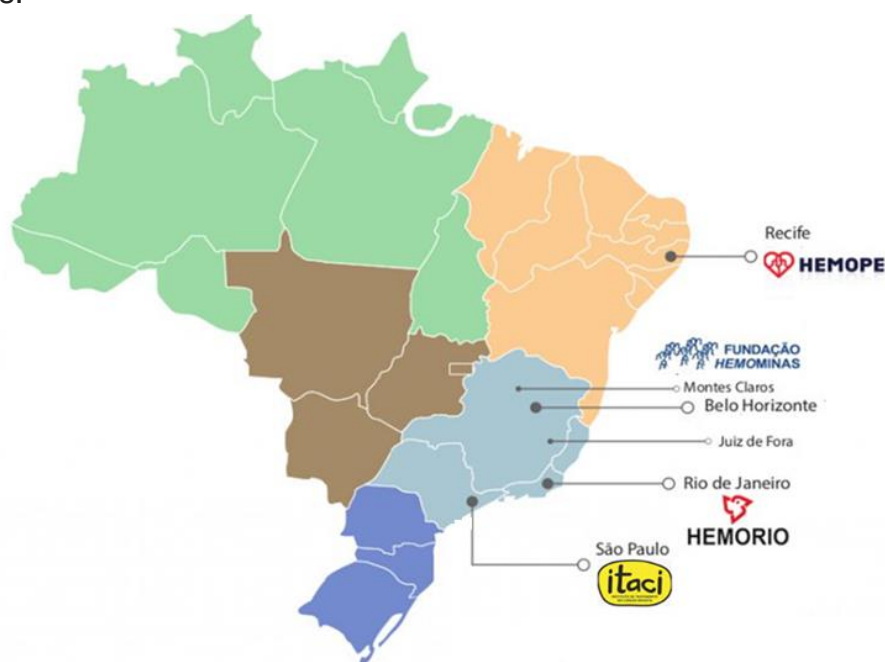 s.
Recife
HEMOPE
FUNDAÇÃO
HEMOMINAS
Montes Claros
Belo Horizonte
Juiz de Fora
Rio de Janeiro
HEMORIO
São Paulo
itaci